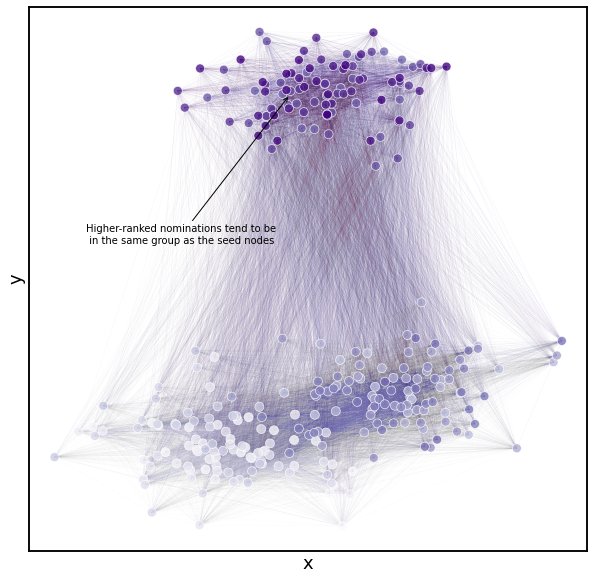 Higher-ranked nominations tend to be
in the same group as the seed nodes
y
x